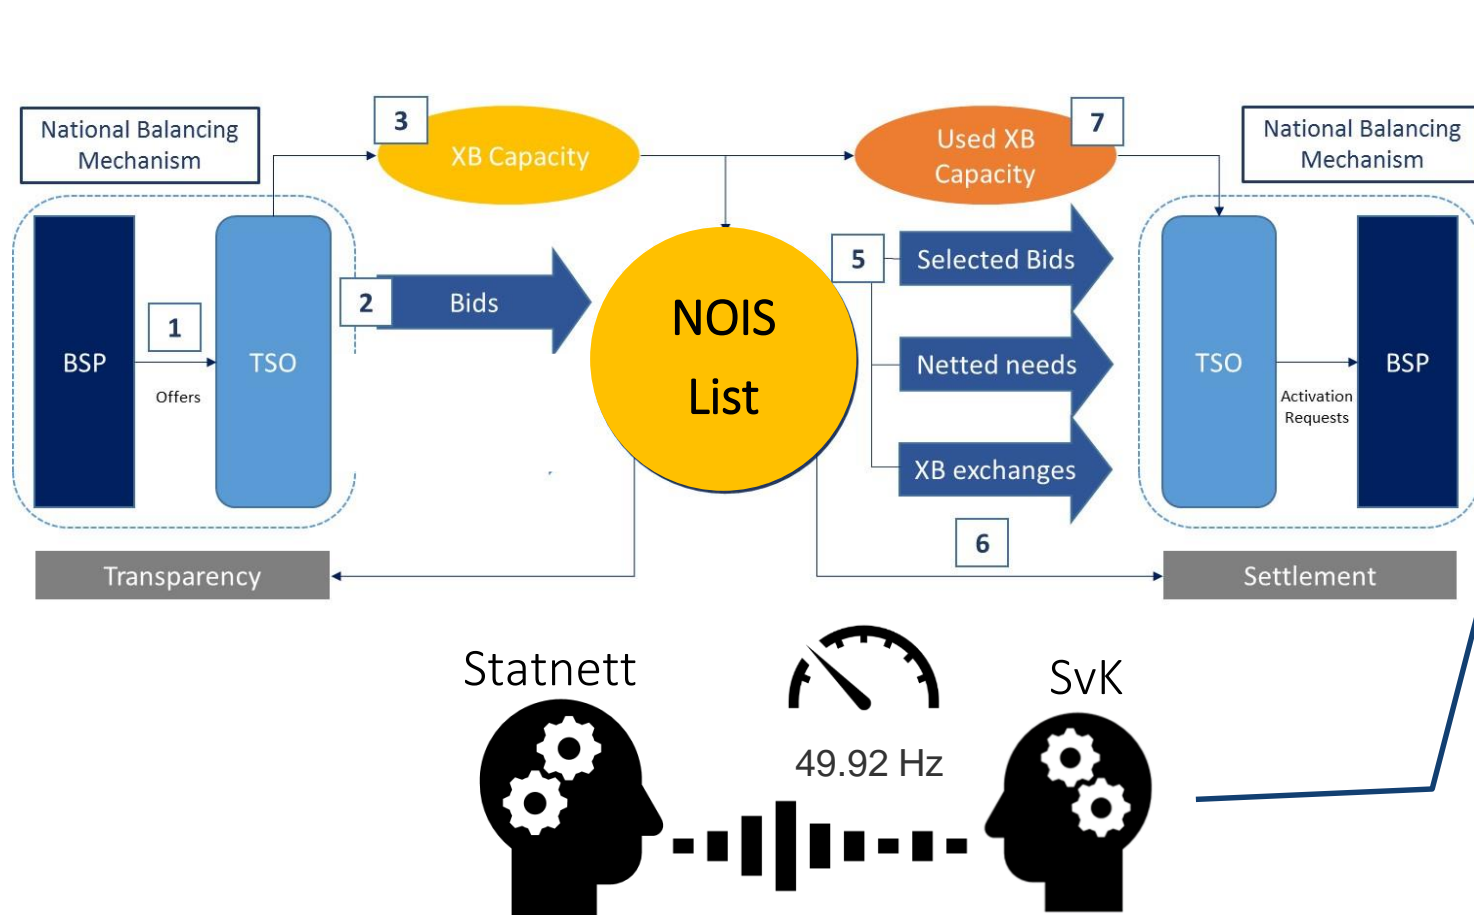 National Balancing
Mechanism
3
XB Capacity
Used XB
Capacity
7
National Balancing
Mechanism
BSP
1
Offers
TSO
2
Bids
NOIS
List
5
Selected Bids
Netted needs
XB exchanges
6
TSO
Activation
Requests
BSP
Transparency
Settlement
Statnett
SvK
49.92 Hz